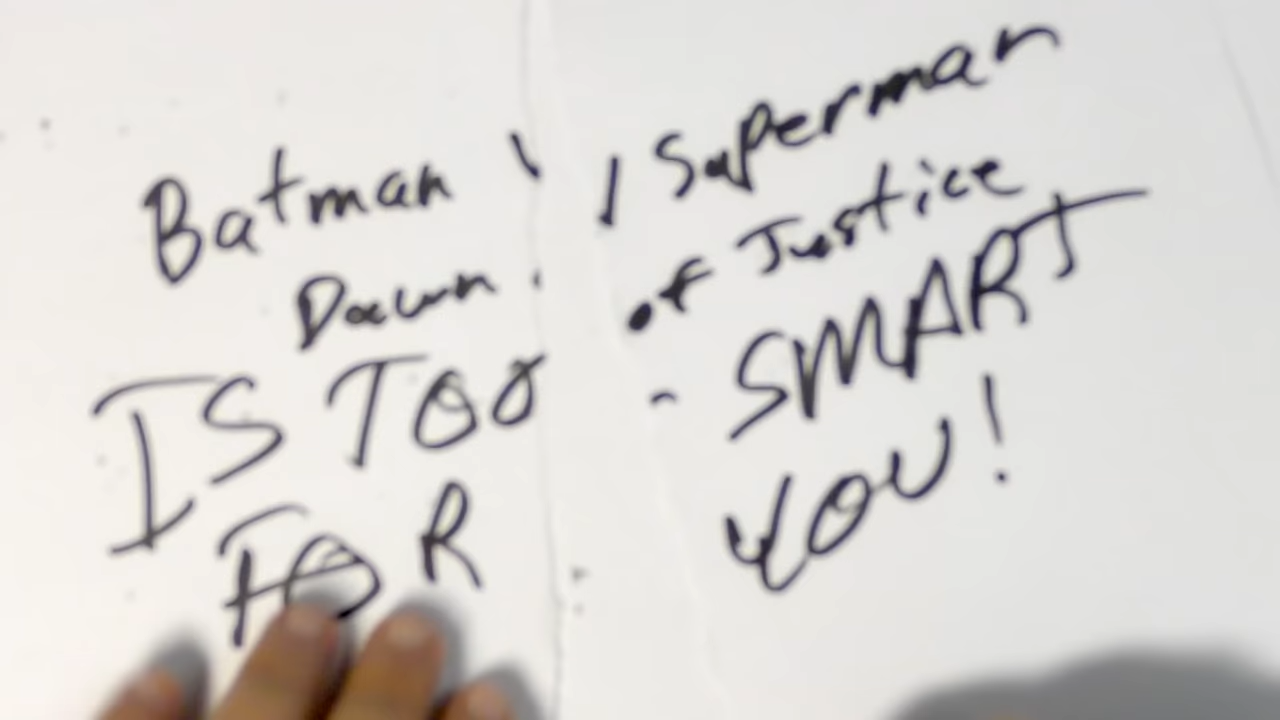 Batman \ / Superman
Dawn of Justice
IS TOO SMART
FOR YOU!